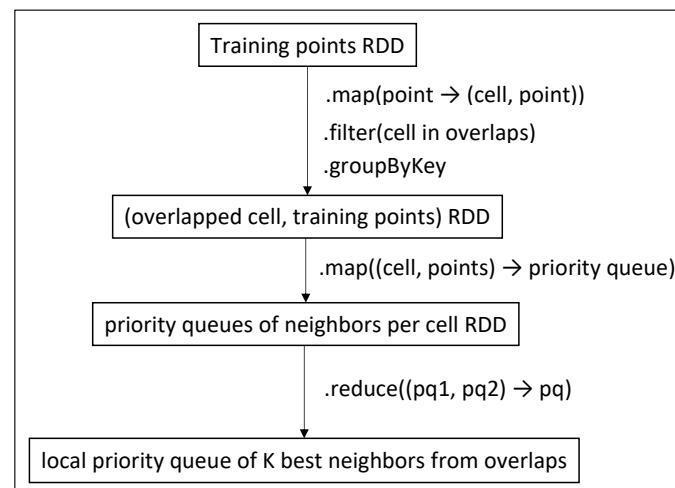 Training points RDD
.map(point → (cell, point))
.filter(cell in overlaps)
.groupByKey
(overlapped cell, training points) RDD
.map((cell, points) → priority queue)
priority queues of neighbors per cell RDD
.reduce((pq1, pq2) → pq)
local priority queue of K best neighbors from overlaps